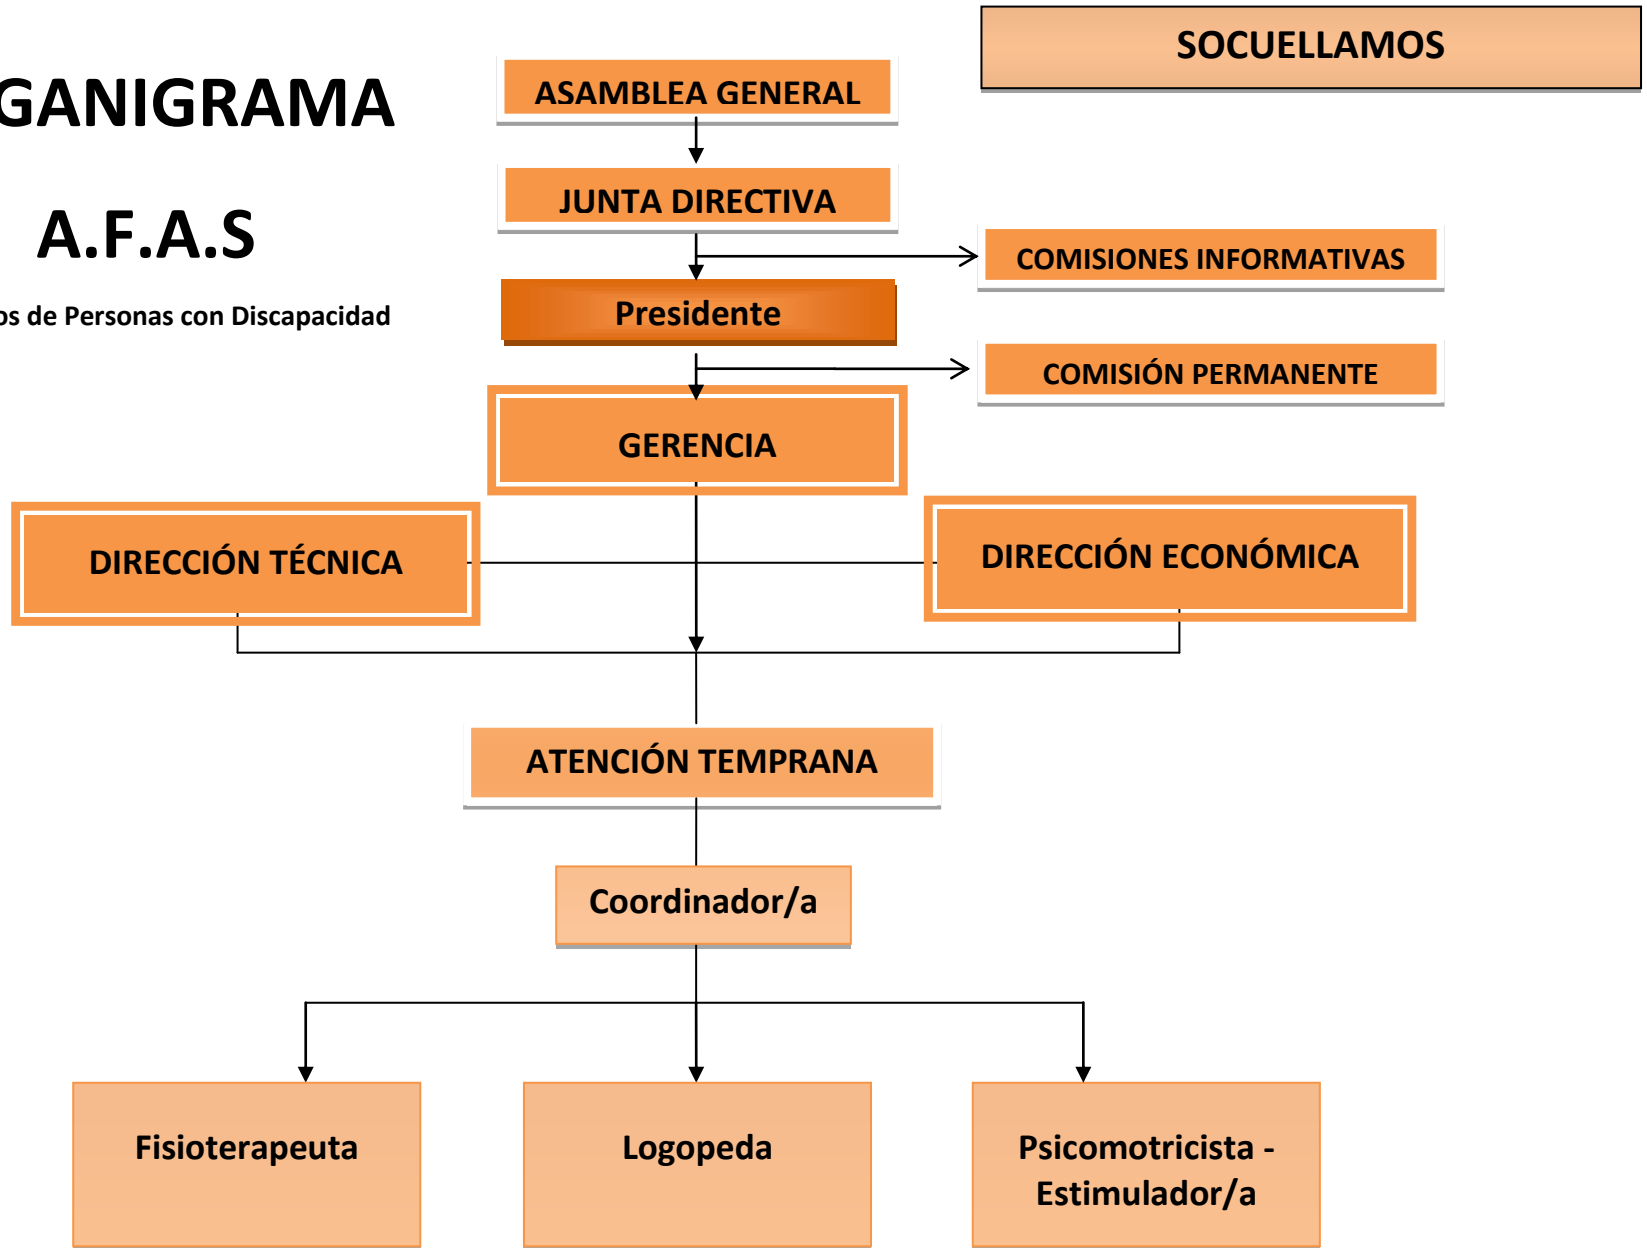 SOCUELLAMOS
GANIGRAMA
A.F.A.S
os de Personas con Discapacidad
ASAMBLEA GENERAL
JUNTA DIRECTIVA
COMISIONES INFORMATIVAS
Presidente
COMISIÓN PERMANENTE
GERENCIA
DIRECCIÓN TÉCNICA
DIRECCIÓN ECONÓMICA
ATENCIÓN TEMPRANA
Coordinador/a
Fisioterapeuta
Logopeda
Psicomotricista -
Estimulador/a